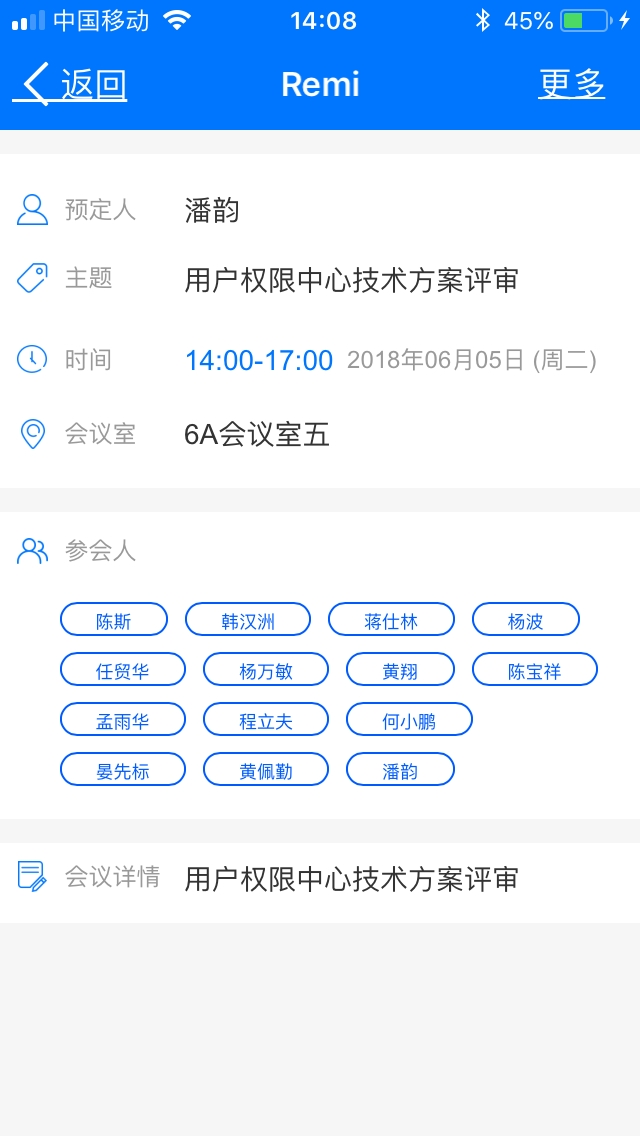 中国移动 14:08 45%
返回 Remi 更多
预定人 潘韵
主题 用户权限中心技术方案评审
时间 14:00-17:00 2018年06月05日 (周二)
会议室 6A会议室五
参会人
陈斯 韩汉洲 蒋仕林 杨波
任贸华 杨万敏 黄翔 陈宝祥
孟雨华 程立夫 何小鹏
晏先标 黄佩勤 潘韵
会议详情 用户权限中心技术方案评审